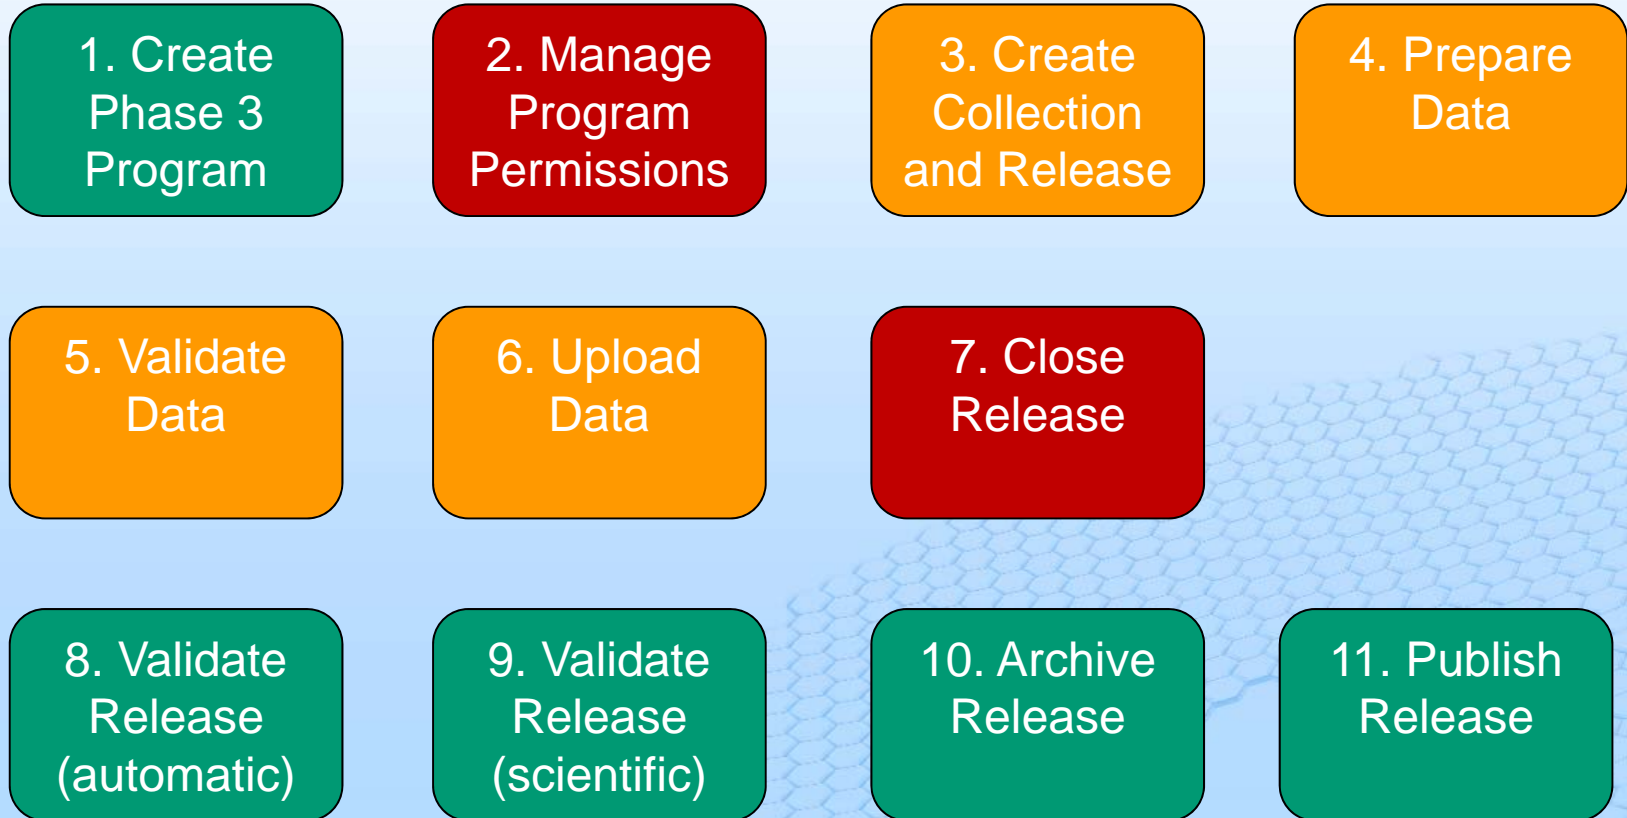 1. Create
Phase 3
Program
2. Manage
Program
Permissions
3. Create
Collection
and Release
4. Prepare
Data
5. Validate
Data
6. Upload
Data
7. Close
Release
8. Validate
Release
(automatic)
9. Validate
Release
(scientific)
10. Archive
Release
11. Publish
Release